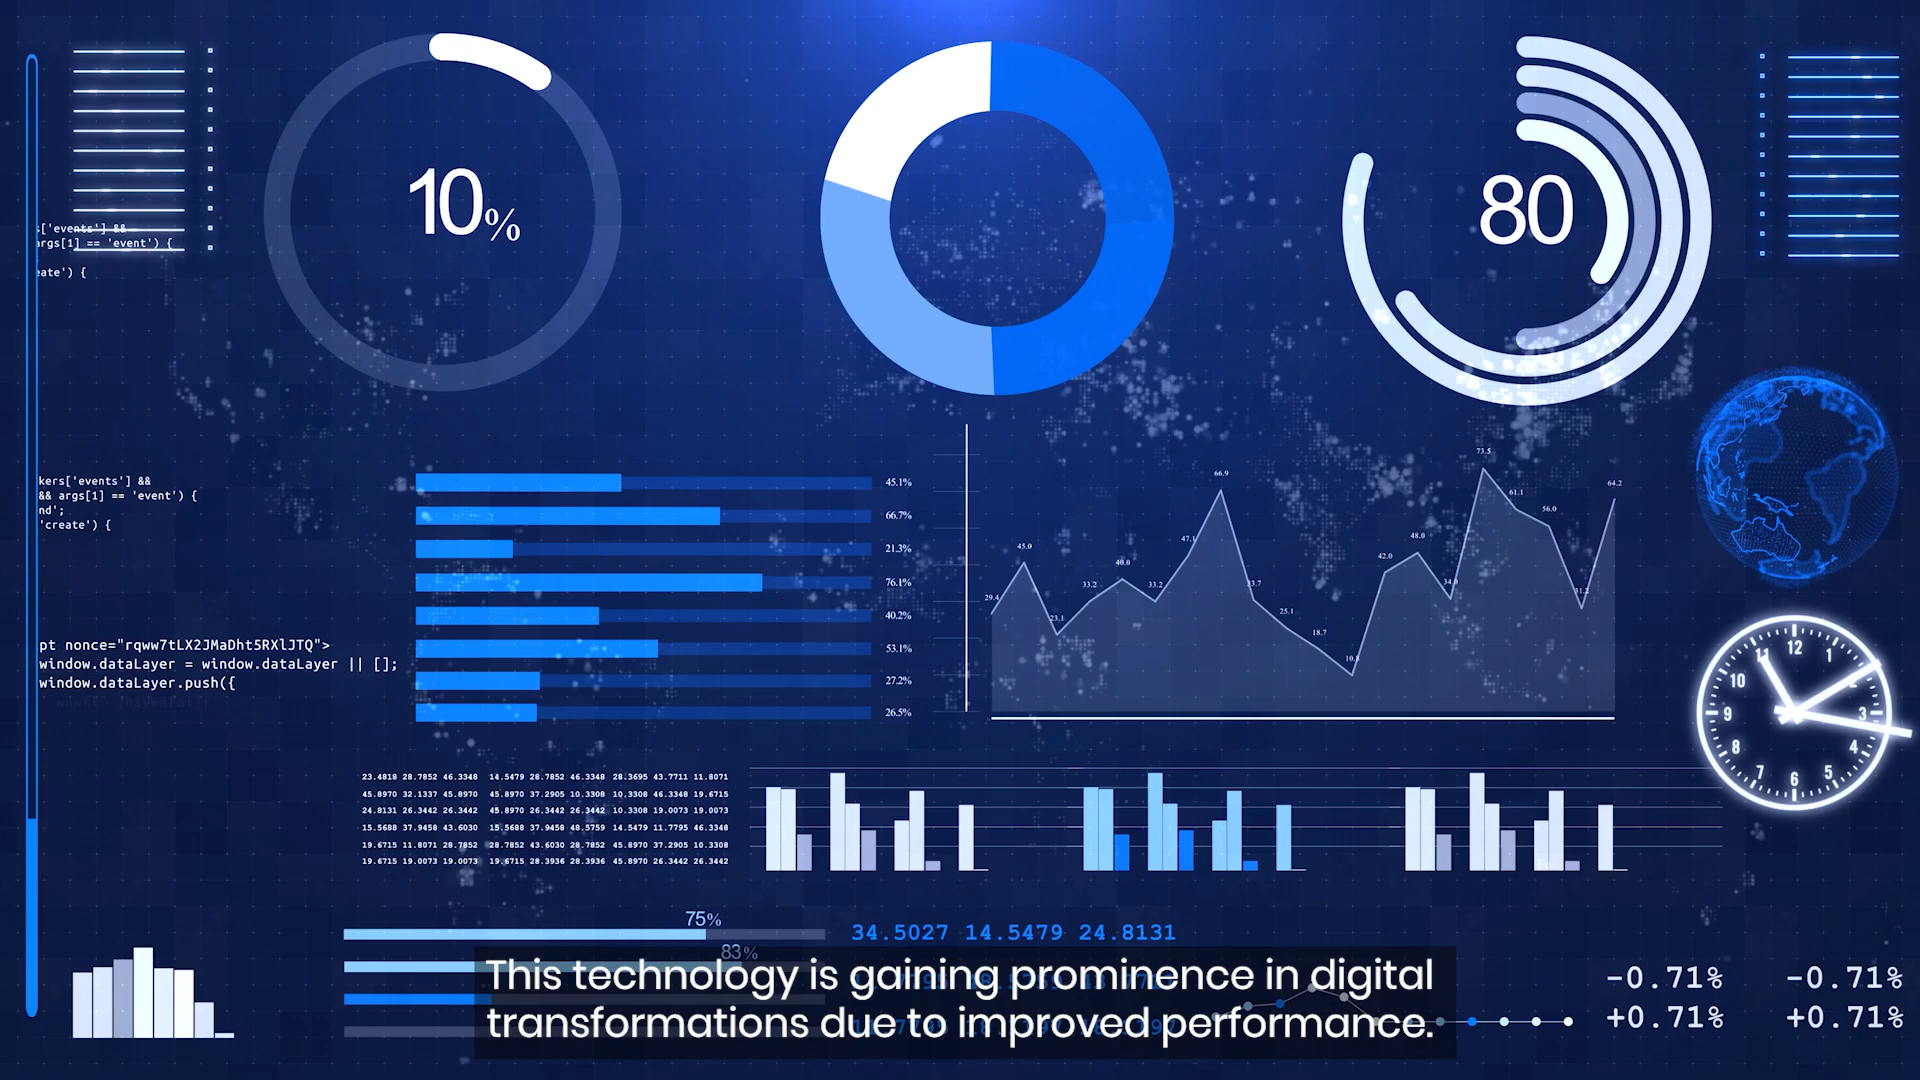 10%
80
s['events'] &&
args[1] == 'event') {
eate') {
kers['events'] &&
&& args[1] == 'event') {
nd';
'create') {
pt nonce="rqww7tLX2JMaDht5RXlJTQ">
window.dataLayer = window.dataLayer || [];
window.dataLayer.push({
45.1%
66.7%
21.3%
76.1%
40.2%
53.1%
27.2%
26.5%
29.4
45.0
23.1
33.2
40.0
33.2
47.1
66.9
33.7
25.1
18.7
42.0
48.0
73.5
61.1
56.0
31.2
64.2
12
1
3
4
5
6
7
8
9
10
11
23.4818 28.7852 46.3348 14.5479 28.7852 46.3348 28.3695 43.7711 11.8071
45.8970 32.1337 45.8970 45.8970 37.2905 10.3308 10.3308 46.3348 19.6715
24.8131 26.3442 26.3442 45.8970 26.3442 26.3442 10.3308 19.0073 19.0073
15.5688 37.9458 43.6030 15.5688 37.9458 48.5759 14.5479 11.7795 46.3348
19.6715 11.8071 28.7852 28.7852 43.6030 28.7852 45.8970 37.2905 10.3308
19.6715 19.0073 19.0073 19.6715 28.3936 28.3936 45.8970 26.3442 26.3442
75%
83%
34.5027 14.5479 24.8131
This technology is gaining prominence in digital
transformations due to improved performance.
-0.71% -0.71%
+0.71% +0.71%